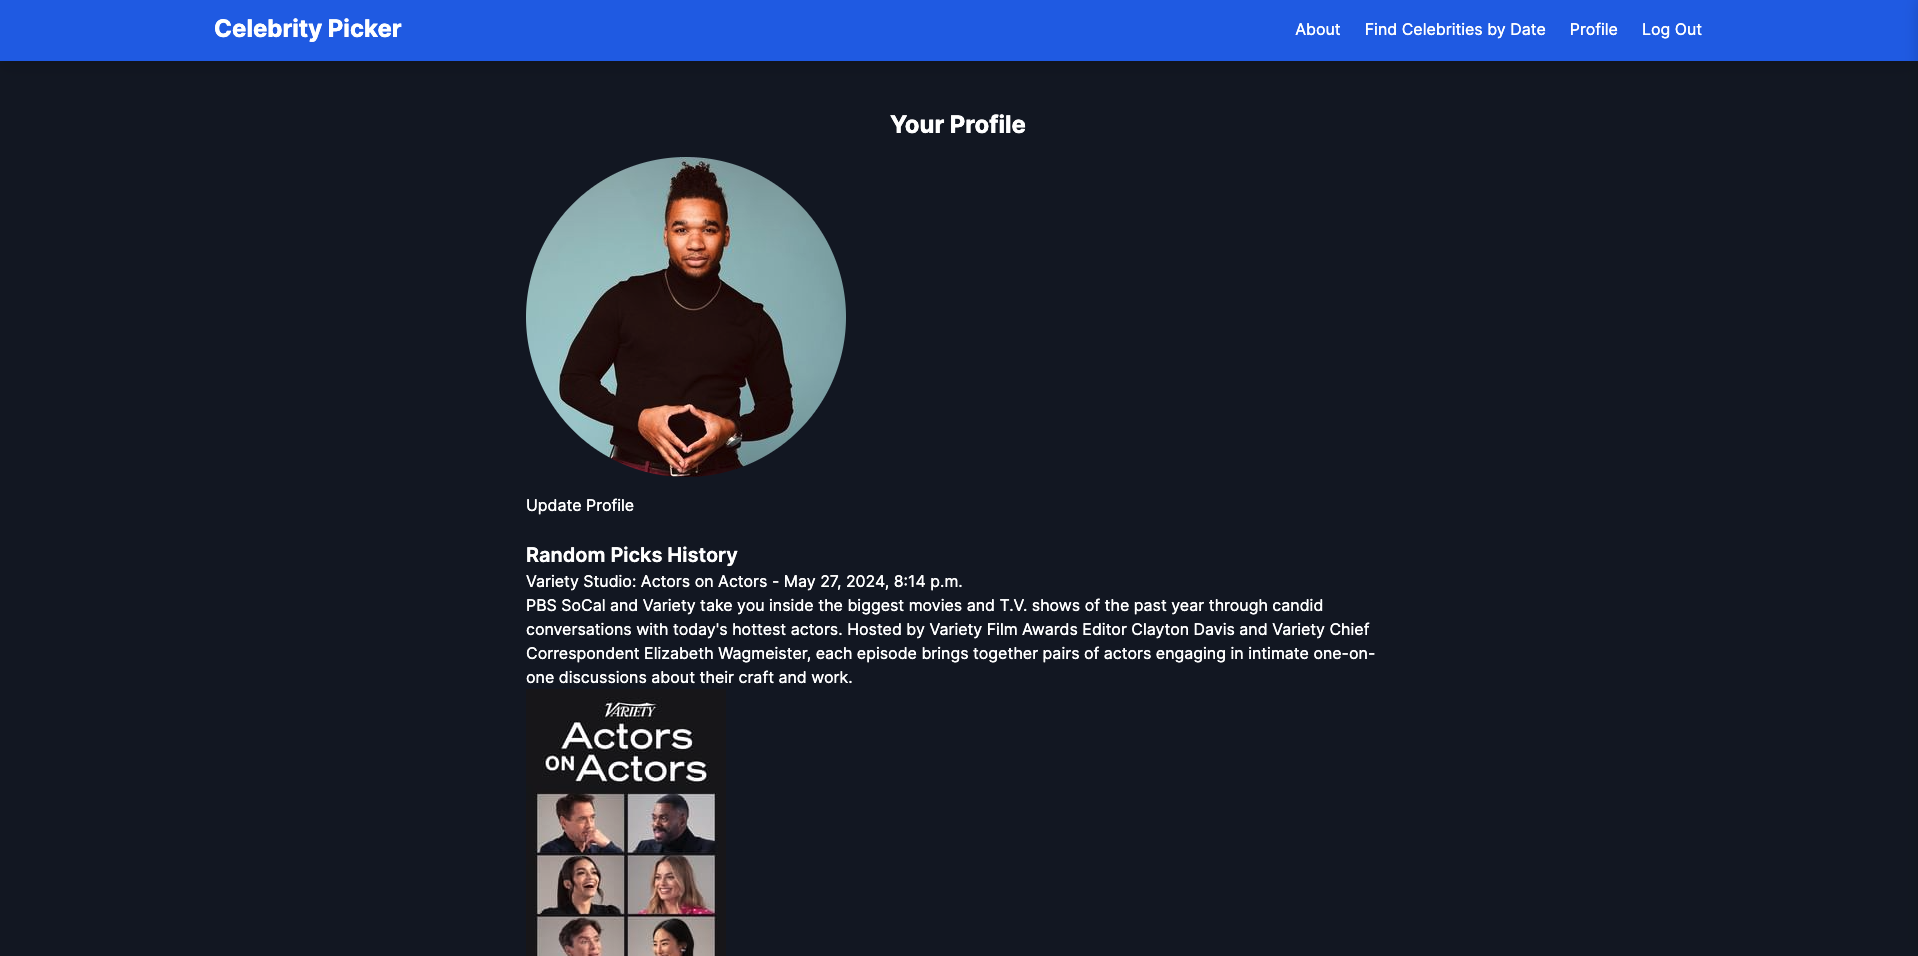 Celebrity Picker
About Find Celebrities by Date Profile Log Out
Your Profile
Update Profile
Random Picks History
Variety Studio: Actors on Actors - May 27, 2024, 8:14 p.m.
PBS SoCal and Variety take you inside the biggest movies and T.V. shows of the past year through candid
conversations with today's hottest actors. Hosted by Variety Film Awards Editor Clayton Davis and Variety Chief
Correspondent Elizabeth Wagmeister, each episode brings together pairs of actors engaging in intimate one-on-
one discussions about their craft and work.
VARIETY
Actors
ON Actors